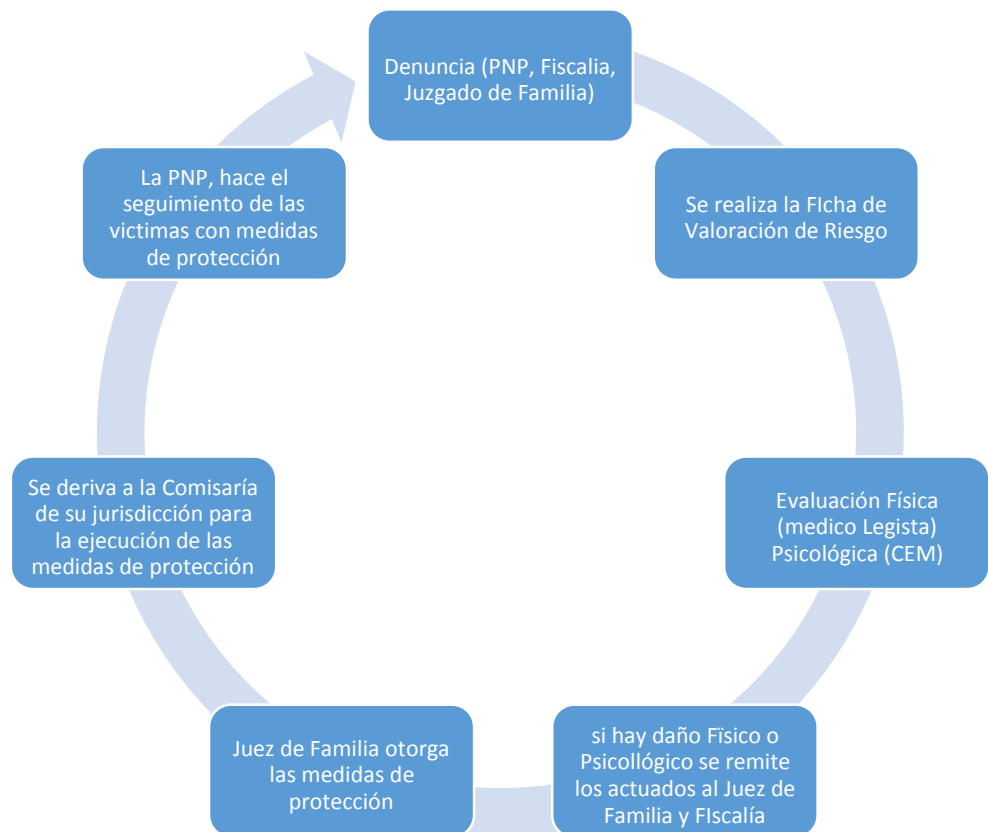 Denuncia (PNP, Fiscalia,
Juzgado de Familia)
Se realiza la FIcha de
Valoración de Riesgo
Evaluación Física
(medico Legista)
Psicológica (CEM)
si hay daño Fïsico o
Psicollógico se remite
los actuados al Juez de
Familia y FIscalía
Juez de Familia otorga
las medidas de
protección
Se deriva a la Comisaría
de su jurisdicción para
la ejecución de las
medidas de protección
La PNP, hace el
seguimiento de las
victimas con medidas
de protección